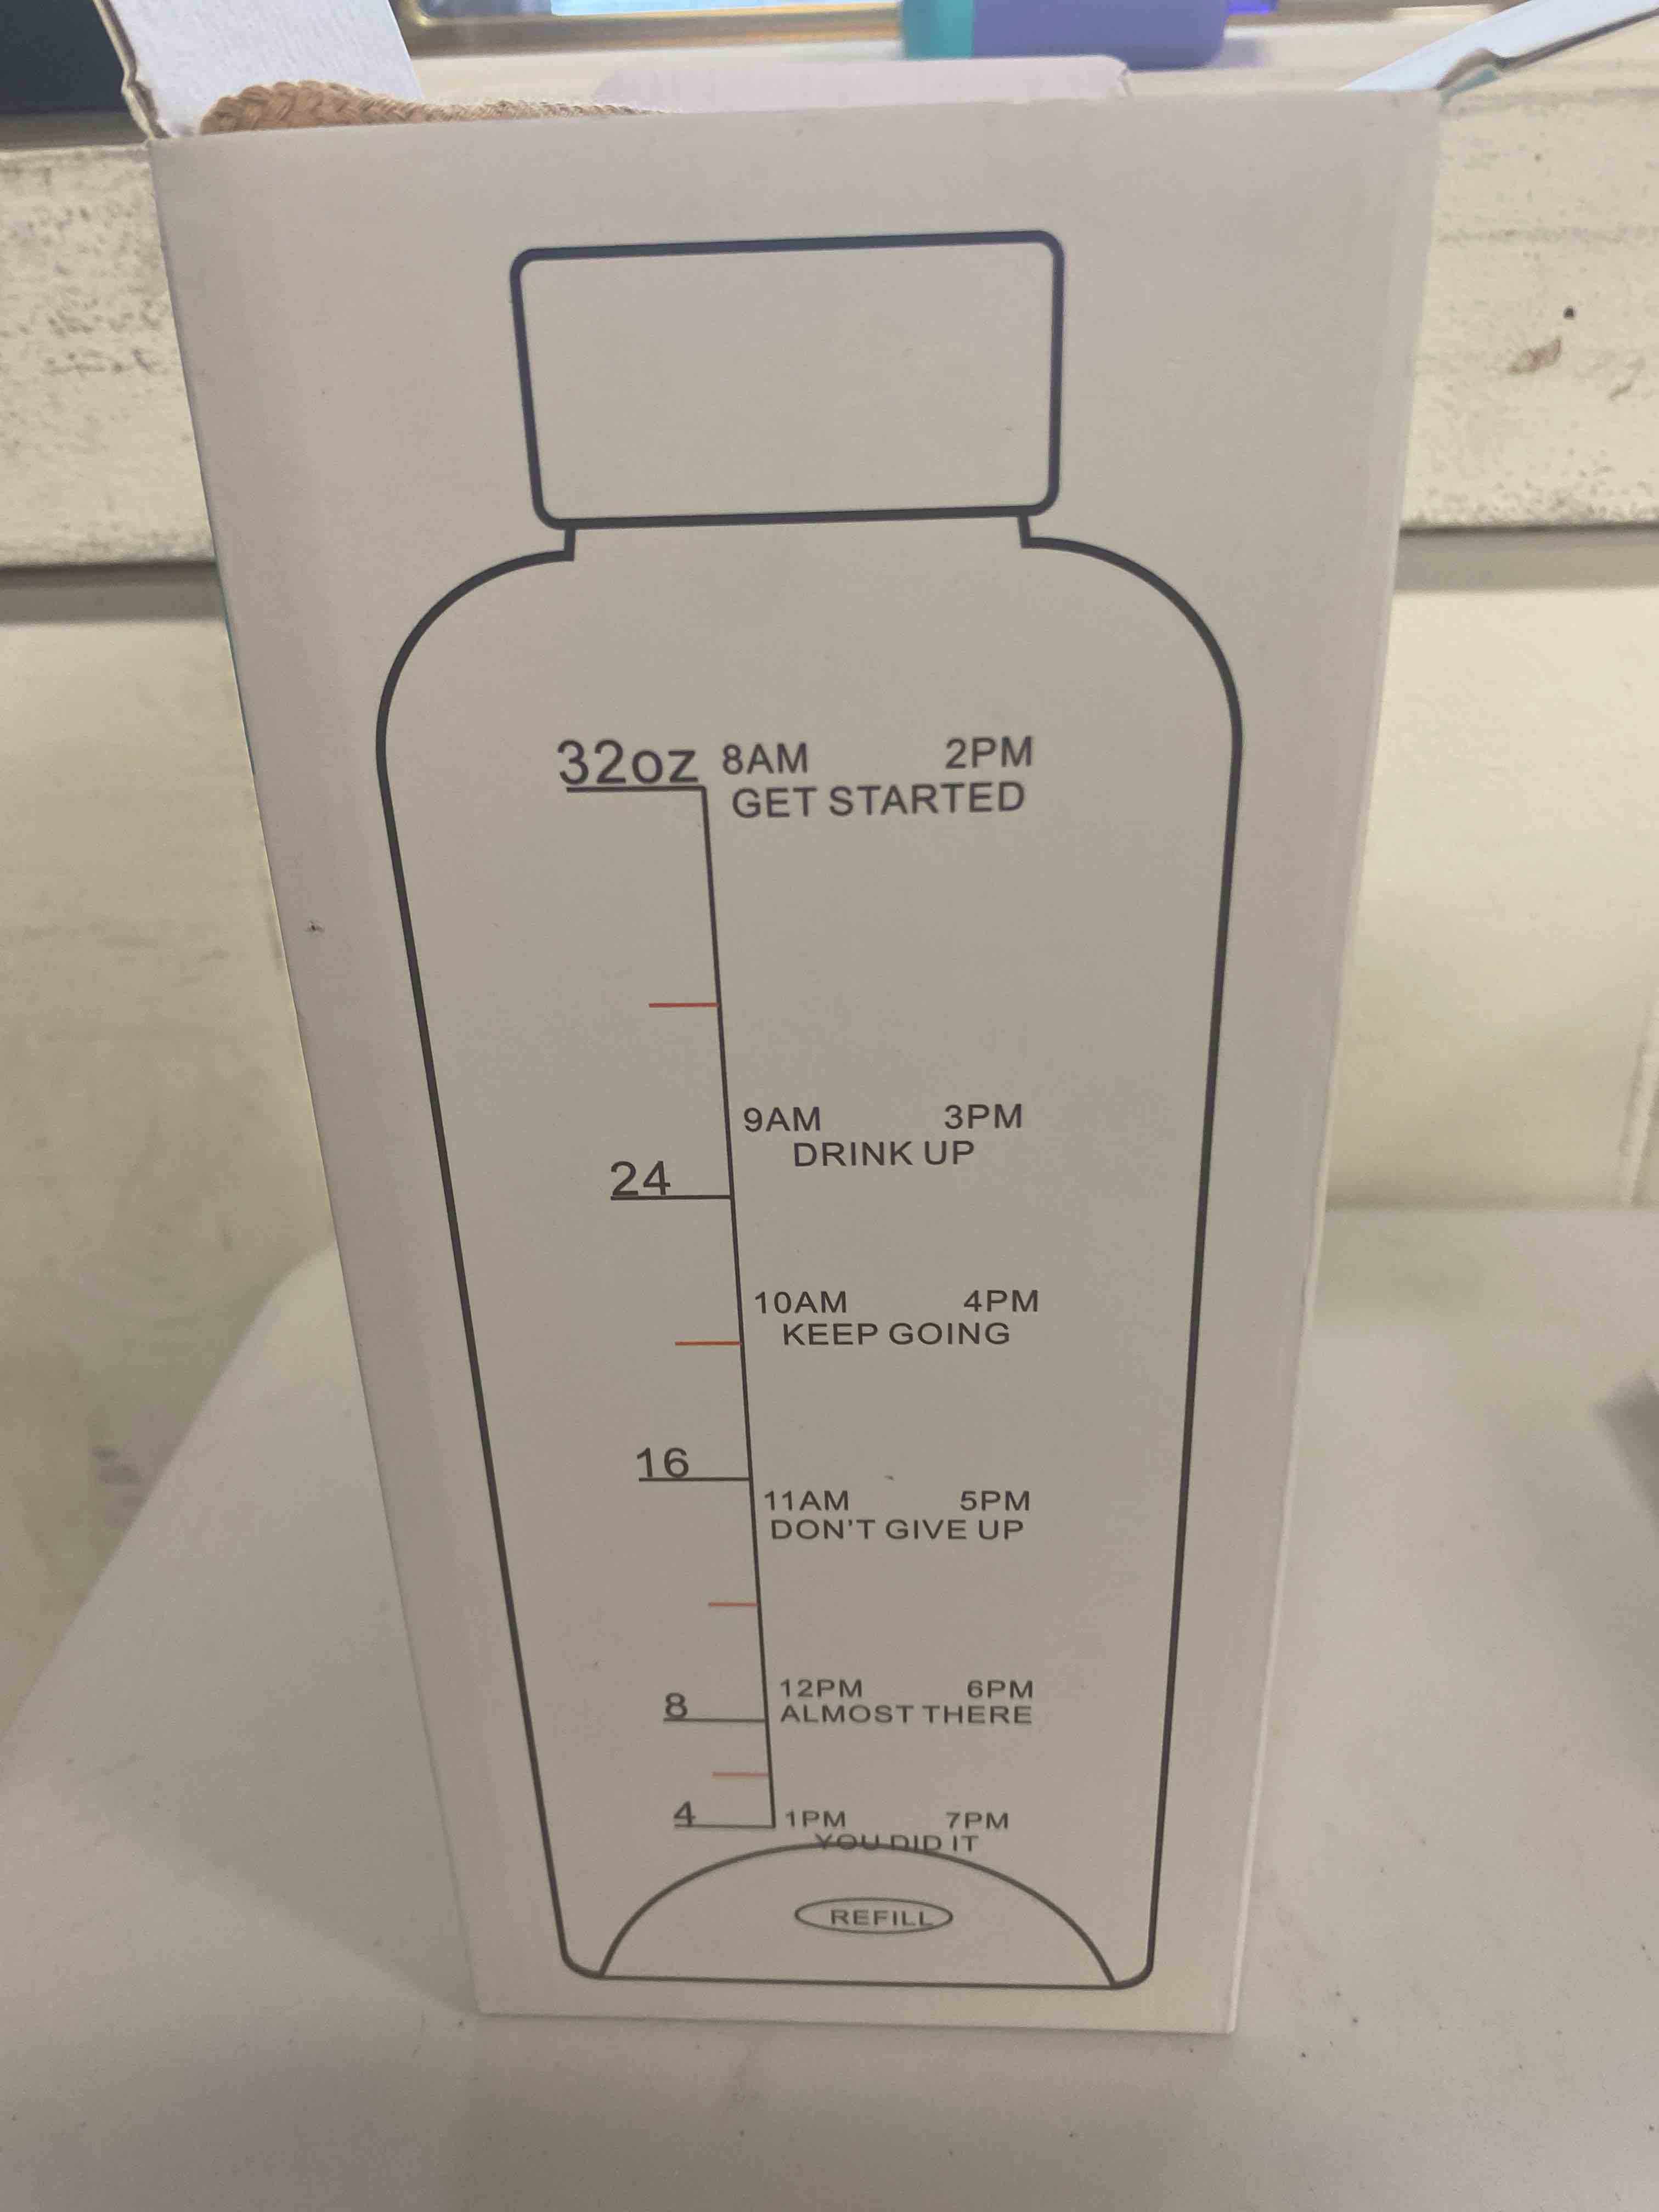 32oz 8AM 2PM
GET STARTED
9AM 3PM
DRINK UP
24
10AM 4PM
KEEP GOING
16
11AM 5PM
DON'T GIVE UP
12PM 6PM
8 ALMOST THERE
4 1PM 7PM
YOU DID IT
REFILL